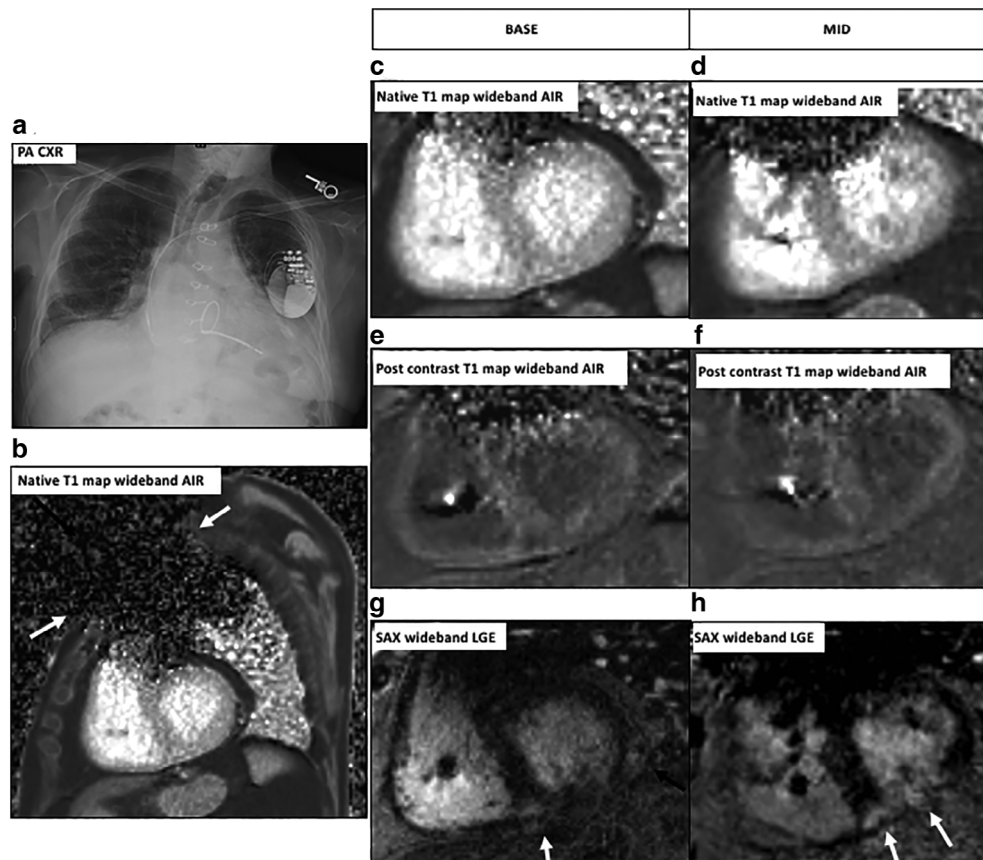 BASE
MID
a
PA CXR
b
Native T1 map wideband AIR
c
Native T1 map wideband AIR
d
Native T1 map wideband AIR
e
Post contrast T1 map wideband AIR
f
Post contrast T1 map wideband AIR
g
SAX wideband LGE
h
SAX wideband LGE